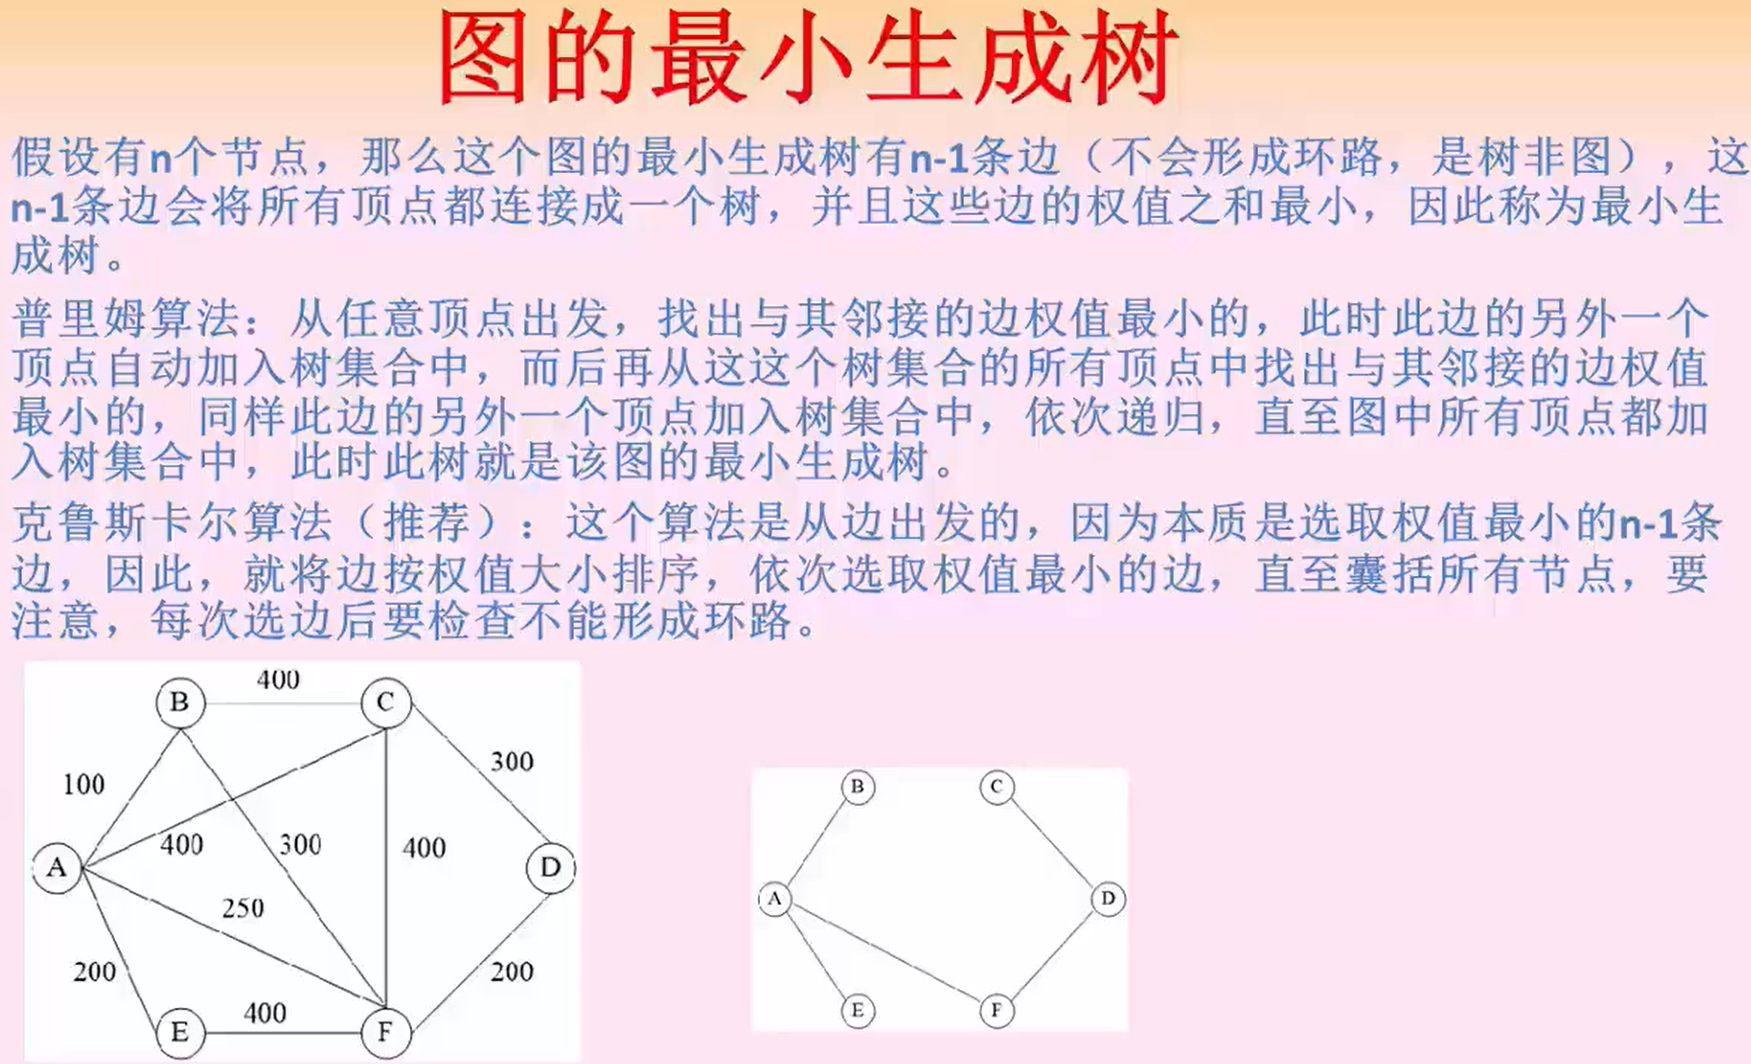 图的最小生成树
假设有n个节点，那么这个图的最小生成树有n-1条边（不会形成环路，是树非图），这
n-1条边会将所有顶点都连接成一个树，并且这些边的权值之和最小，因此称为最小生
成树。
普里姆算法：从任意顶点出发，找出与其邻接的边权值最小的，此时此边的另外一个
顶点自动加入树集合中，而后再从这这个树集合的所有顶点中找出与其邻接的边权值
最小的，同样此边的另外一个顶点加入树集合中，依次递归，直至图中所有顶点都加
入树集合中，此时此树就是该图的最小生成树。
克鲁斯卡尔算法（推荐）：这个算法是从边出发的，因为本质是选取权值最小的n-1条
边，因此，就将边按权值大小排序，依次选取权值最小的边，直至囊括所有节点，要
注意，每次选边后要检查不能形成环路。
400
B
C
300
100
400
300
400
A
D
250
200
200
400
E
F
B
C
A
D
E
F